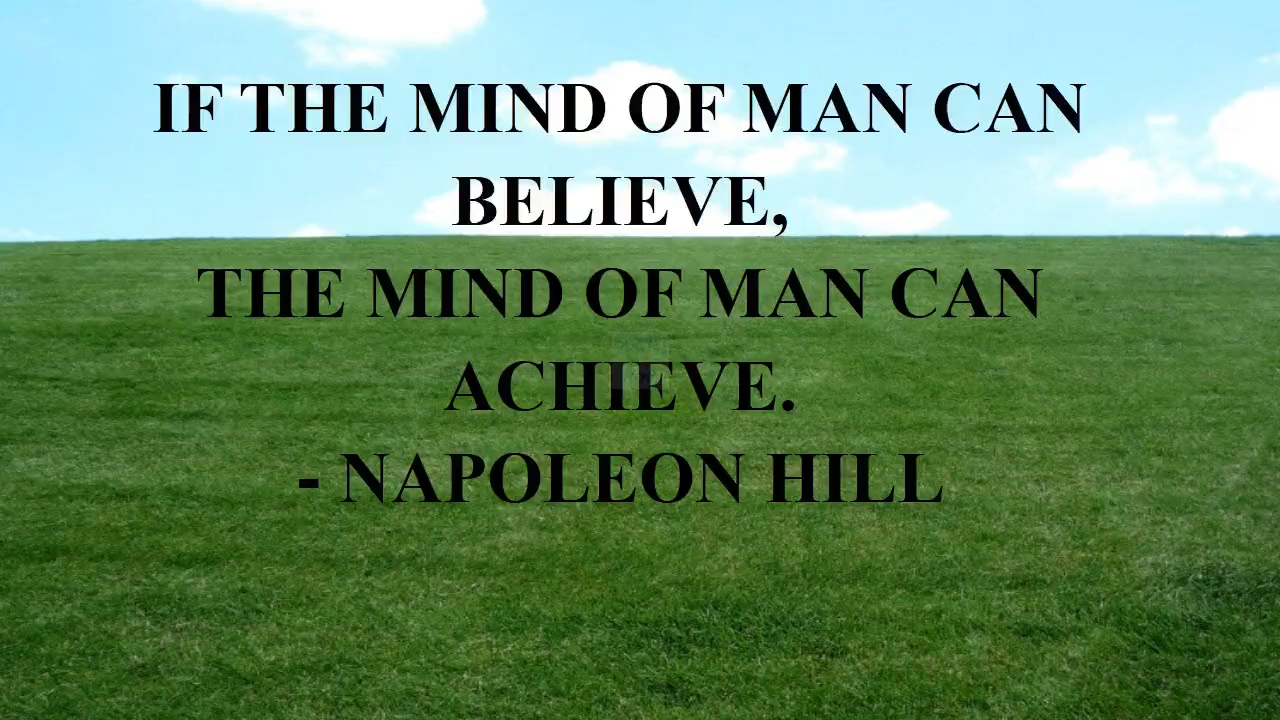 IF THE MIND OF MAN CAN
BELIEVE,
THE MIND OF MAN CAN
ACHIEVE.
- NAPOLEON HILL